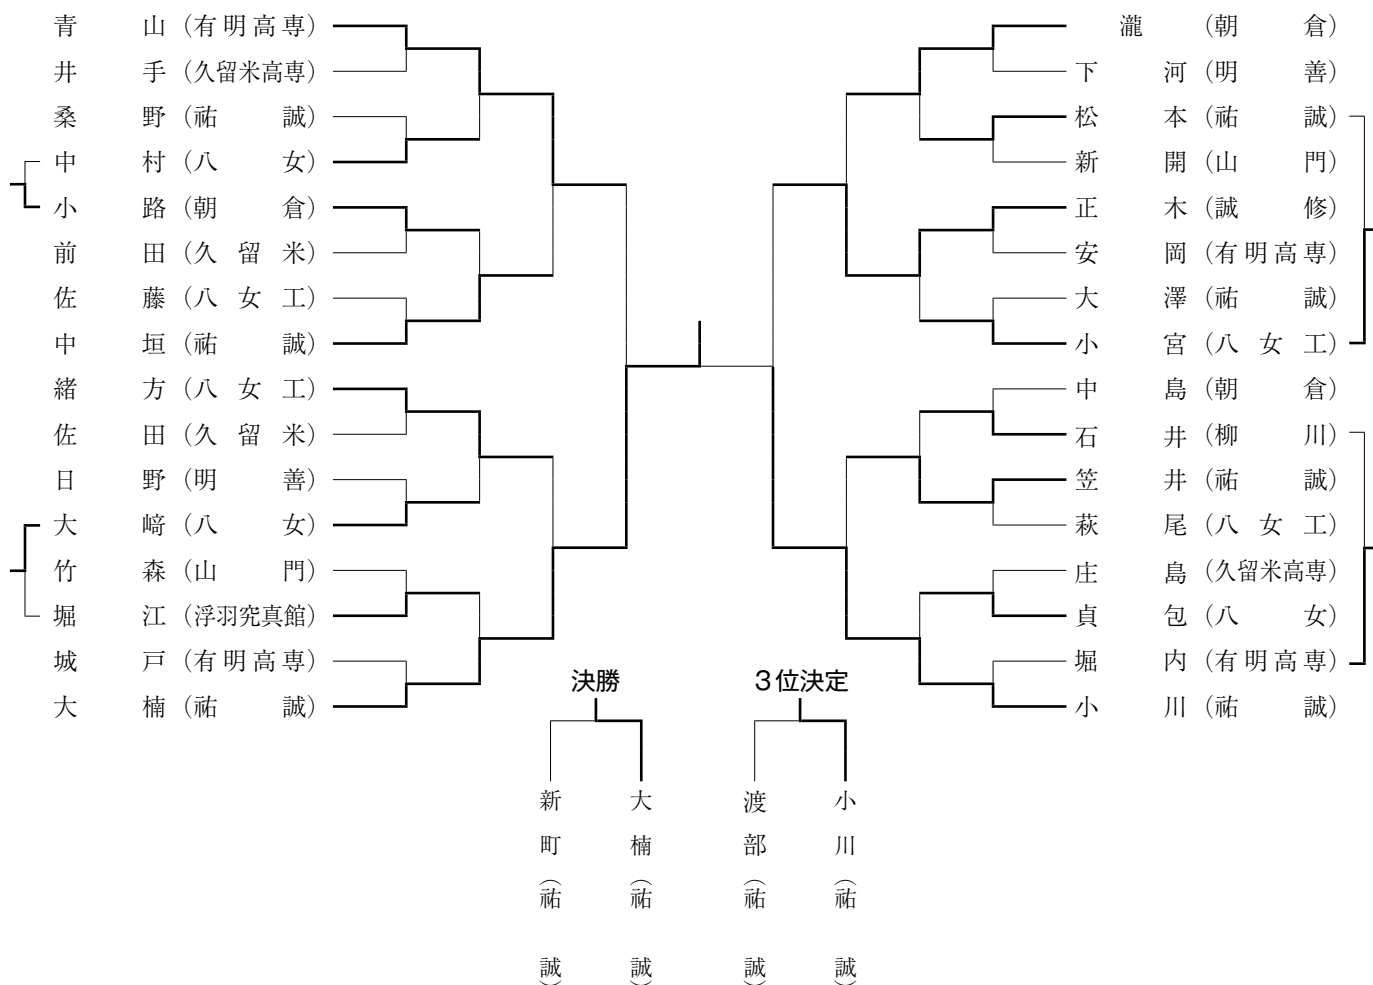 青山（有明高専）
井手（久留米高専）
桑野（祐誠）
中村（八女）
小路（朝倉）
前田（久留米）
佐藤（八女工）
中垣（祐誠）
緒方（八女工）
佐田（久留米）
日野（明善）
大﨑（八女）
竹森（山門）
堀江（浮羽究真館）
城戸（有明高専）
大楠（祐誠）
瀧（朝倉）
下河（明善）
松本（祐誠）
新開（山門）
正木（誠修）
安岡（有明高専）
大澤（祐誠）
小宮（八女工）
中島（朝倉）
石井（柳川）
笠井（祐誠）
萩尾（八女工）
庄島（久留米高専）
貞包（八女）
堀内（有明高専）
小川（祐誠）
決勝
新町（祐誠）
大楠（祐誠）
３位決定
渡部（祐誠）
小川（祐誠）